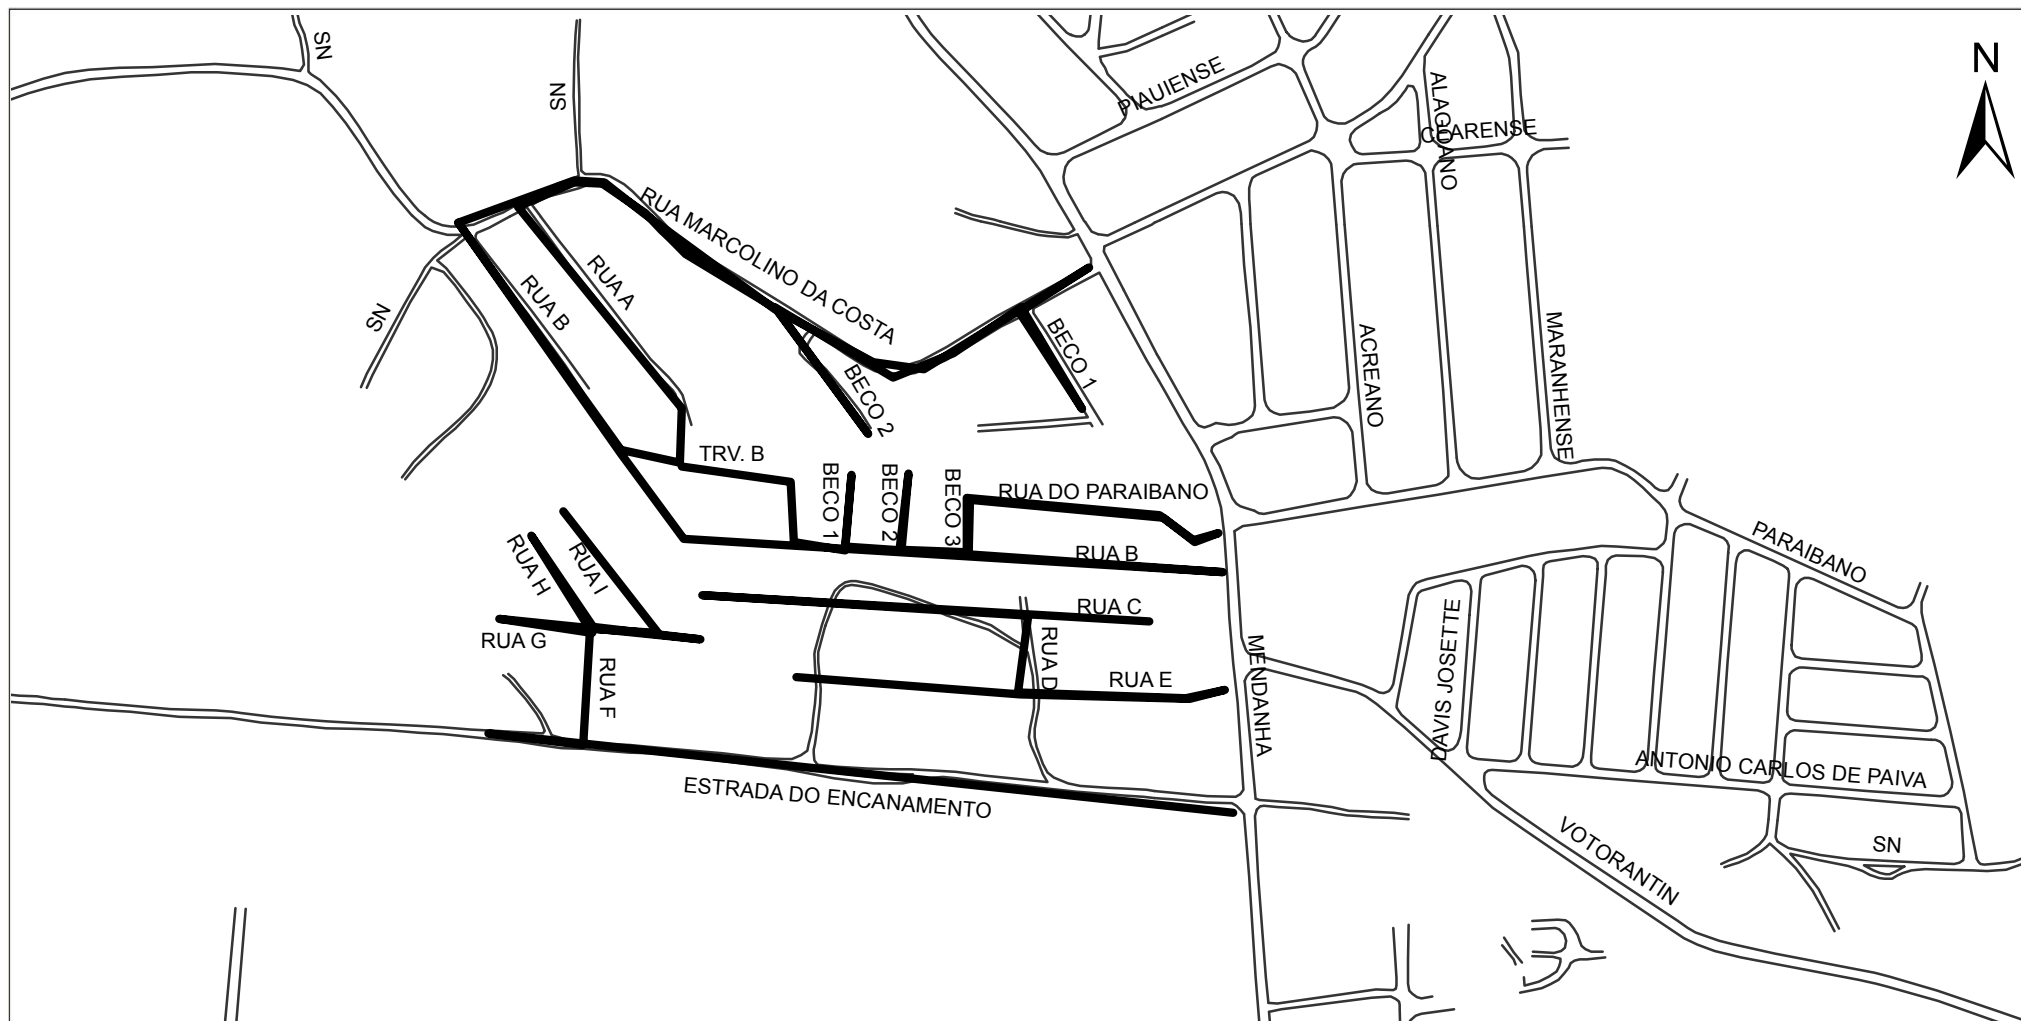 SN
N
SN
PIAUIENSE
ALAGOANO
CEARENSE
RUA MARCOLINO DA COSTA
RUA A
RUA B
SN
BECO 1
BECO 2
ACREANO
MARANHENSE
TRV. B
BECO 1
BECO 2
BECO 3
RUA DO PARAIBANO
RUA B
PARAIBANO
RUA H
RUA I
RUA C
RUA G
RUA D
RUA F
RUA E
MENDANHA
DAVIS JOSETTE
ANTONIO CARLOS DE PAIVA
ESTRADA DO ENCANAMENTO
VOTORANTIN
SN